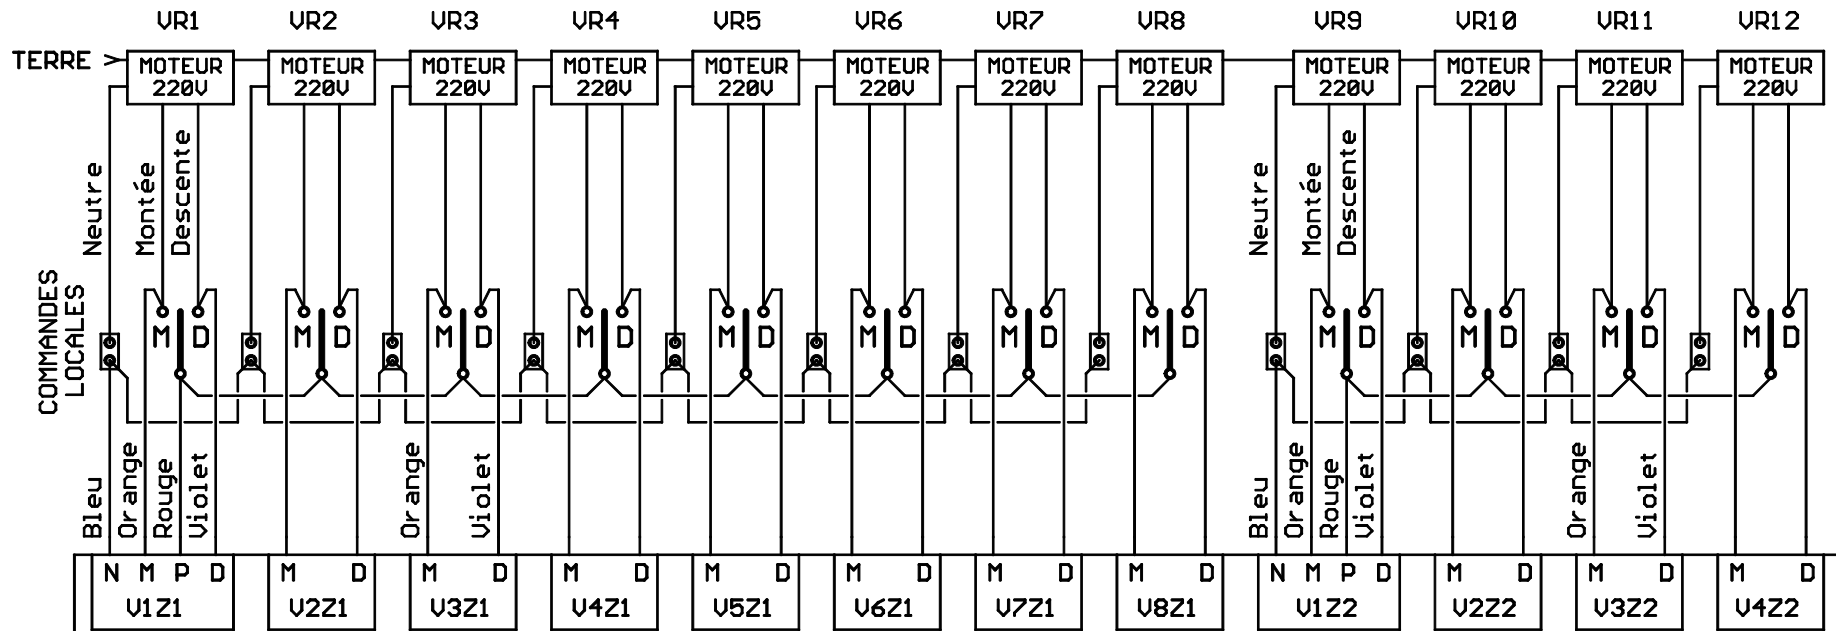 VR1 VR2 VR3 VR4 VR5 VR6 VR7 VR8 VR9 VR10 VR11 VR12
TERRE >
MOTEUR MOTEUR MOTEUR MOTEUR MOTEUR MOTEUR MOTEUR MOTEUR MOTEUR MOTEUR MOTEUR MOTEUR
220V 220V 220V 220V 220V 220V 220V 220V 220V 220V 220V 220V
Neutre
Montée
Descente
Neutre
Montée
Descente
COMMANDES
LOCALES
M D M D M D M D M D M D M D M D M D M D M D M D
Bleu
Orange
Rouge
Violet
Orange
Violet
Bleu
Orange
Rouge
Violet
Orange
Violet
N M P D M D M D M D M D M D M D M D N M P D M D M D M D
V1Z1 V2Z1 V3Z1 V4Z1 V5Z1 V6Z1 V7Z1 V8Z1 V1Z2 V2Z2 V3Z2 V4Z2